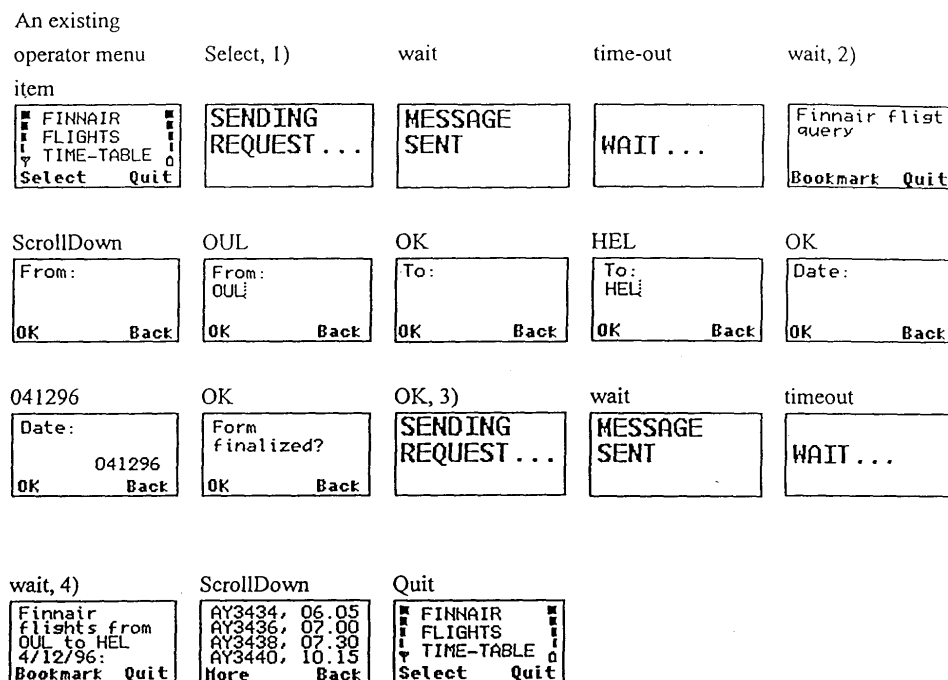 An existing
operator menu
item
Select, 1)
wait
time-out
wait, 2)
FINNAIR
FLIGHTS
TIME-TABLE
Select Quit
SENDING
REQUEST...
MESSAGE
SENT
WAIT...
Finnair flist
query
Bookmark Quit
ScrollDown
OUL
OK
HEL
OK
From:
OK Back
From:
OUL
OK Back
To:
OK Back
To:
HEL
OK Back
Date:
OK Back
041296
OK
OK, 3)
wait
timeout
Date:
041296
OK Back
Form
finalized?
OK Back
SENDING
REQUEST...
MESSAGE
SENT
WAIT...
wait, 4)
ScrollDown
Quit
Finnair
flights from
OUL to HEL
4/12/96:
Bookmark Quit
AY3434, 06.05
AY3436, 07.00
AY3438, 07.30
AY3440, 10.15
More Back
FINNAIR
FLIGHTS
TIME-TABLE
Select Quit